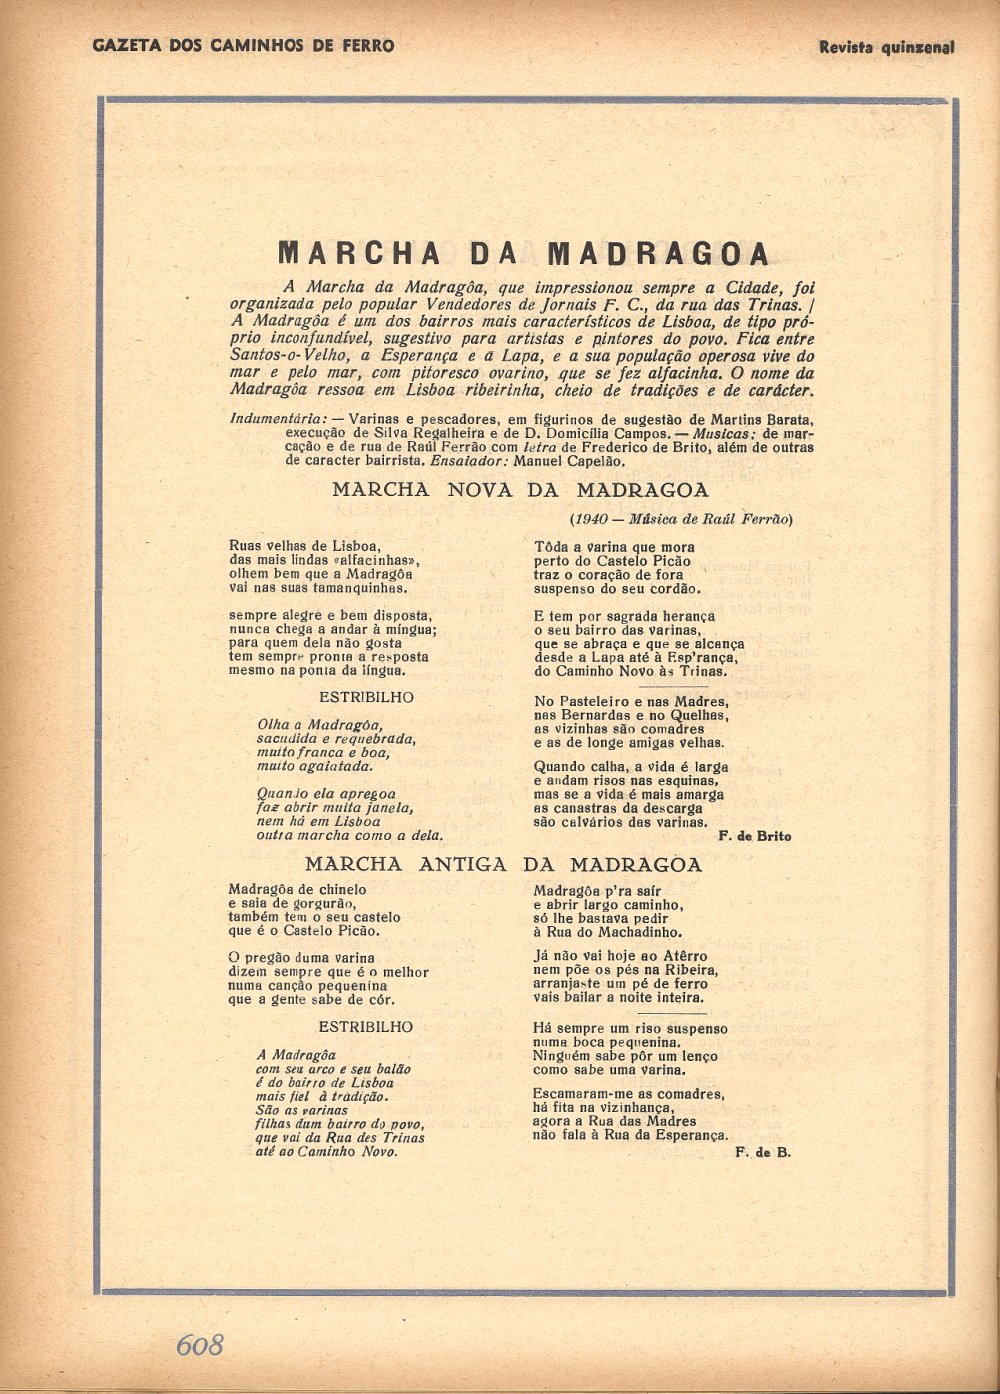 GAZETA DOS CAMINHOS DE FERRO
Revista quinzenal
MARCHA DA MADRAGOA
A Marcha da Madragôa, que impressionou sempre a Cidade, foi
organizada pelo popular Vendedores de Jornais F. C., da rua das Trinas. /
A Madragôa é um dos bairros mais característicos de Lisboa, de tipo pró-
prio inconfundível, sugestivo para artistas e pintores do povo. Fica entre
Santos-o-Velho, a Esperança e a Lapa, e a sua população operosa vive do
mar e pelo mar, com pitoresco ovarino, que se fez alfacinha. O nome da
Madragôa ressoa em Lisboa ribeirinha, cheio de tradições e de carácter.
Indumentária: — Varinas e pescadores, em figurinos de sugestão de Martins Barata,
execução de Silva Regalheira e de D. Domicília Campos. — Musicas: de mar-
cação e de rua de Raúl Ferrão com letra de Frederico de Brito, além de outras
de caracter bairrista. Ensaiador: Manuel Capelão.
MARCHA NOVA DA MADRAGOA
(1940 — Música de Raúl Ferrão)
Ruas velhas de Lisboa,
das mais lindas «alfacinhas»,
olhem bem que a Madragôa
vai nas suas tamanquinhas.
sempre alegre e bem disposta,
nunca chega a andar à míngua;
para quem dela não gosta
tem sempre pronta a resposta
mesmo na ponta da língua.
ESTRIBILHO
Olha a Madragôa,
sacudida e requebrada,
muito franca e boa,
muito agaiatada.
Quando ela apregoa
faz abrir muita janela,
nem há em Lisboa
outra marcha como a dela.
Tôda a varina que mora
perto do Castelo Picão
traz o coração de fora
suspenso do seu cordão.
E tem por sagrada herança
o seu bairro das varinas,
que se abraça e que se alcança
desde a Lapa até à Esp'rança,
do Caminho Novo às Trinas.
No Pasteleiro e nas Madres,
nas Bernardas e no Quelhas,
as vizinhas são comadres
e as de longe amigas velhas.
Quando calha, a vida é larga
e andam risos nas esquinas,
mas se a vida é mais amarga
as canastras da descarga
são calvários das varinas.
F. de Brito
MARCHA ANTIGA DA MADRAGOA
Madragôa de chinelo
e saia de gorgurão,
também tem o seu castelo
que é o Castelo Picão.
O pregão duma varina
dizem sempre que é o melhor
numa canção pequenina
que a gente sabe de cór.
ESTRIBILHO
A Madragôa
com seu arco e seu balão
é do bairro de Lisboa
mais fiel à tradição.
São as varinas
filhas dum bairro do povo,
que vai da Rua des Trinas
até ao Caminho Novo.
Madragôa p'ra saír
e abrir largo caminho,
só lhe bastava pedir
à Rua do Machadinho.
Já não vai hoje ao Atêrro
nem põe os pés na Ribeira,
arranjaste um pé de ferro
vais bailar a noite inteira.
Há sempre um riso suspenso
numa boca pequenina.
Ninguém sabe pôr um lenço
como sabe uma varina.
Escamaram-me as comadres,
há fita na vizinhança,
agora a Rua das Madres
não fala à Rua da Esperança.
F. de B.
608